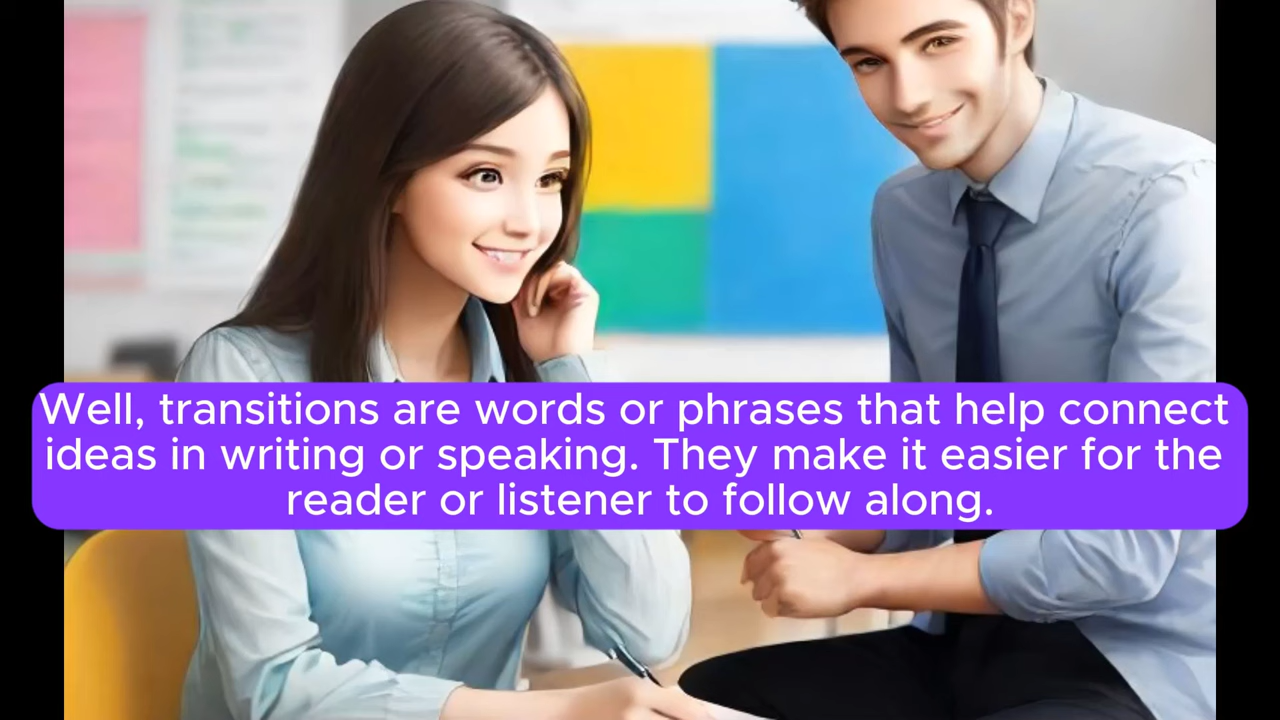 Well, transitions are words or phrases that help connect
ideas in writing or speaking. They make it easier for the
reader or listener to follow along.